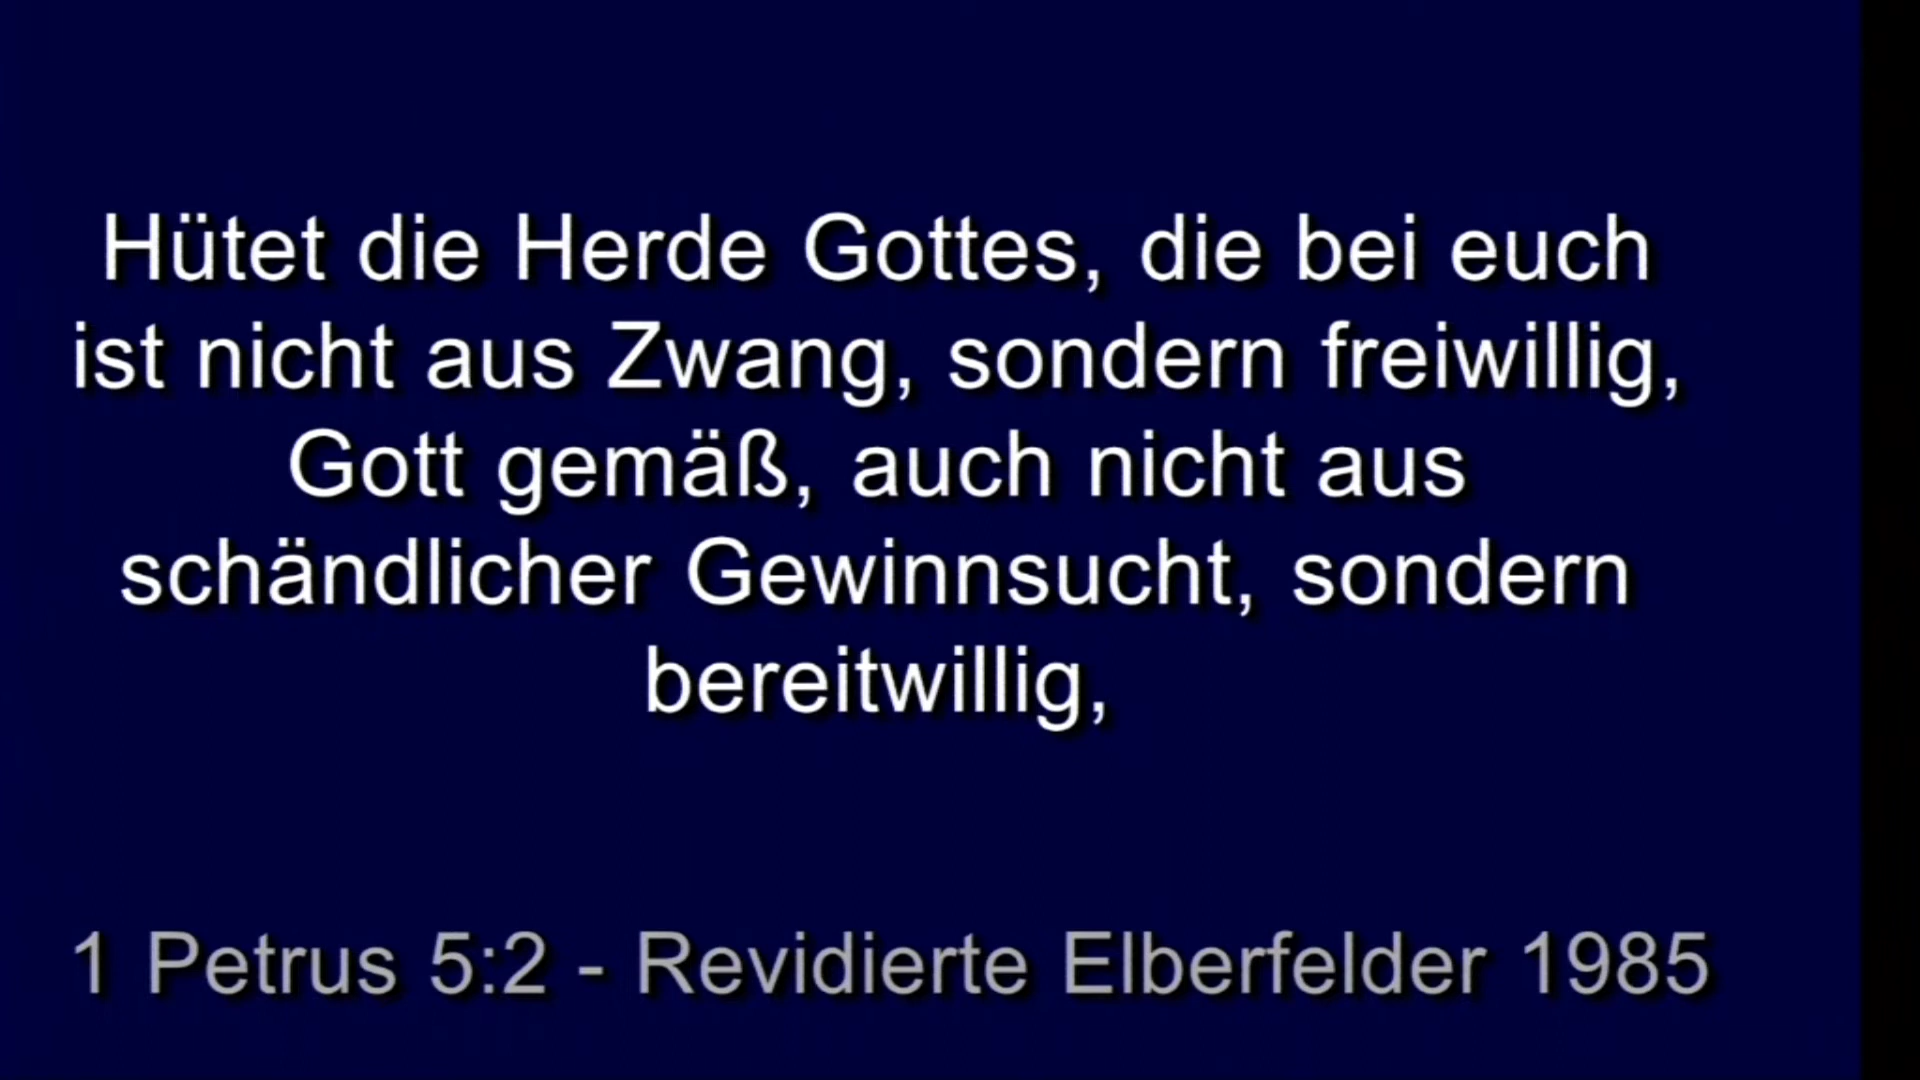 Hütet die Herde Gottes, die bei euch
ist nicht aus Zwang, sondern freiwillig,
Gott gemäß, auch nicht aus
schändlicher Gewinnsucht, sondern
bereitwillig,
1 Petrus 5:2 - Revidierte Elberfelder 1985